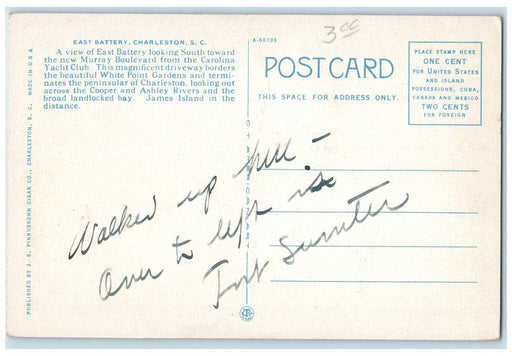 EAST BATTERY, CHARLESTON, S. C.
A view of East Battery looking South toward
the new Murray Boulevard from the Carolina
Yacht Club. This magnificent driveway borders
the beautiful White Point Gardens and termi-
nates the peninsular of Charleston, looking out
across the Cooper and Ashley Rivers and the
broad landlocked bay. James Island in the
distance.
PUBLISHED BY J. S. PINKUSSOHN CIGAR CO., CHARLESTON, S. C. MADE IN U S A
A-80703
3.00
POSTCARD
THIS SPACE FOR ADDRESS ONLY.
PLACE STAMP HERE
ONE CENT
FOR UNITED STATES
AND ISLAND
POSSESSIONS, CUBA,
CANADA AND MEXICO
TWO CENTS
FOR FOREIGN
Walked up hill -
Over to left is
Fort Sumter